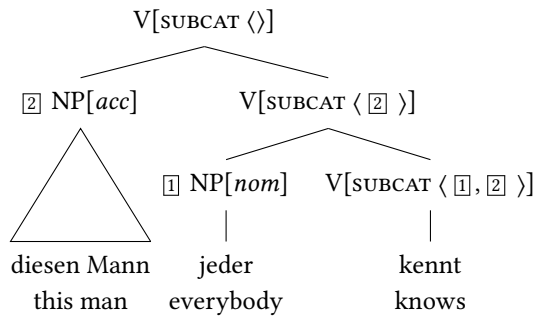 V[SUBCAT ⟨⟩]
[2] NP[acc] V[SUBCAT ⟨ [2] ⟩]
[1] NP[nom] V[SUBCAT ⟨ [1], [2] ⟩]
diesen Mann jeder kennt
this man everybody knows